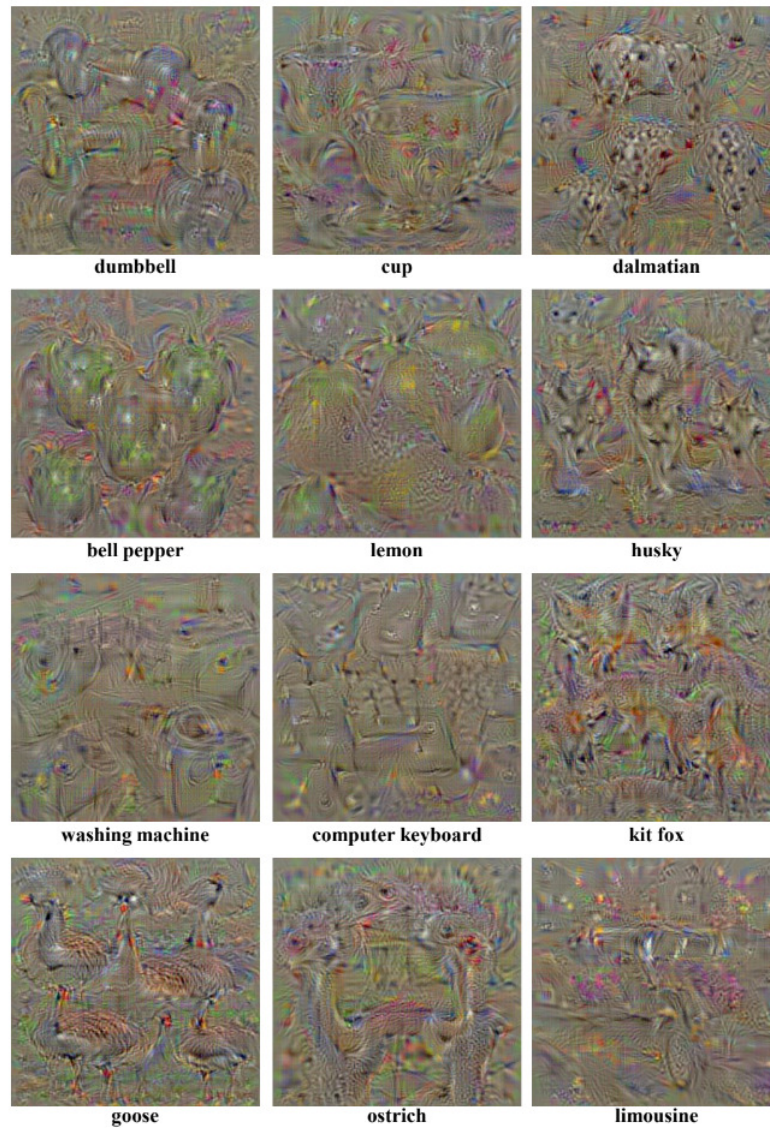 dumbbell cup dalmatian
bell pepper lemon husky
washing machine computer keyboard kit fox
goose ostrich limousine